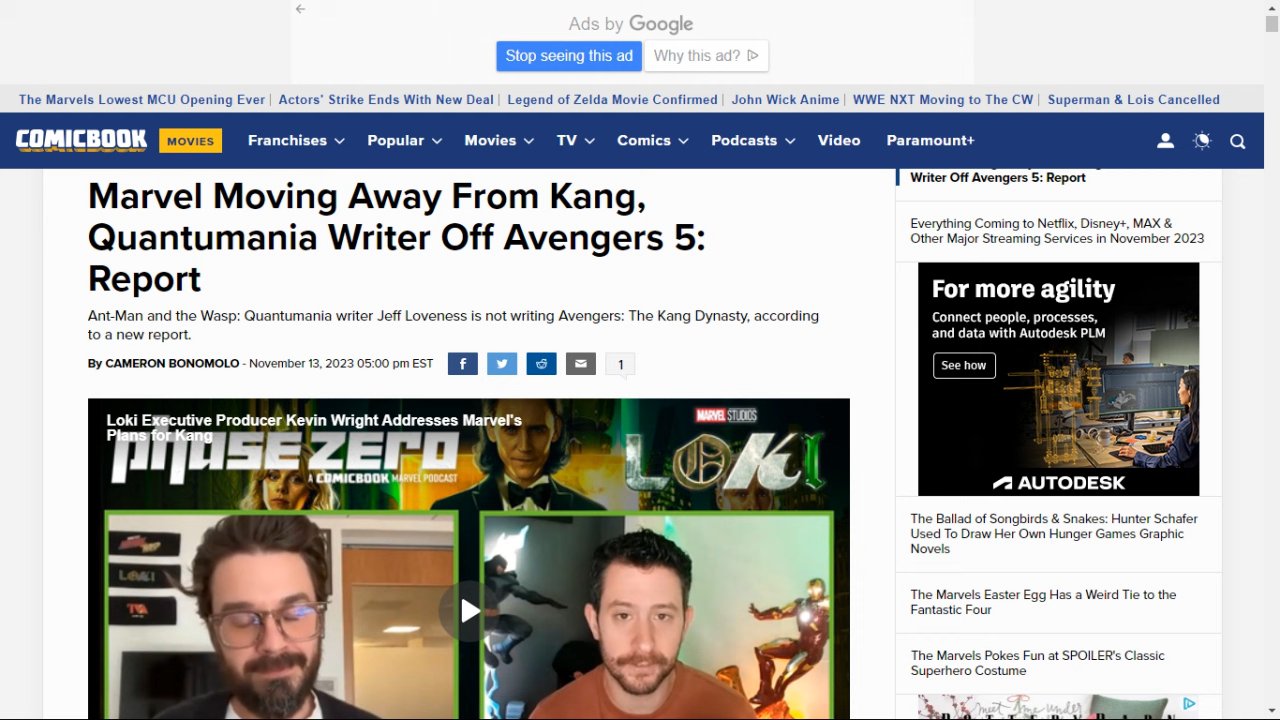 Ads by Google
Stop seeing this ad
Why this ad?
The Marvels Lowest MCU Opening Ever
Actors' Strike Ends With New Deal
Legend of Zelda Movie Confirmed
John Wick Anime
WWE NXT Moving to The CW
Superman & Lois Cancelled
COMICBOOK
MOVIES
Franchises
Popular
Movies
TV
Comics
Podcasts
Video
Paramount+
Marvel Moving Away From Kang,
Quantumania Writer Off Avengers 5:
Report
Ant-Man and the Wasp: Quantumania writer Jeff Loveness is not writing Avengers: The Kang Dynasty, according
to a new report.
By CAMERON BONOMOLO - November 13, 2023 05:00 pm EST
1
Loki Executive Producer Kevin Wright Addresses Marvel's
Plans for Kang
PHASE ZERO
A COMICBOOK MARVEL PODCAST
MARVEL STUDIOS
LOKI
LOKI
TVA
Writer Off Avengers 5: Report
Everything Coming to Netflix, Disney+, MAX &
Other Major Streaming Services in November 2023
For more agility
Connect people, processes,
and data with Autodesk PLM
See how
AUTODESK
The Ballad of Songbirds & Snakes: Hunter Schafer
Used To Draw Her Own Hunger Games Graphic
Novels
The Marvels Easter Egg Has a Weird Tie to the
Fantastic Four
The Marvels Pokes Fun at SPOILER's Classic
Superhero Costume
meet me under